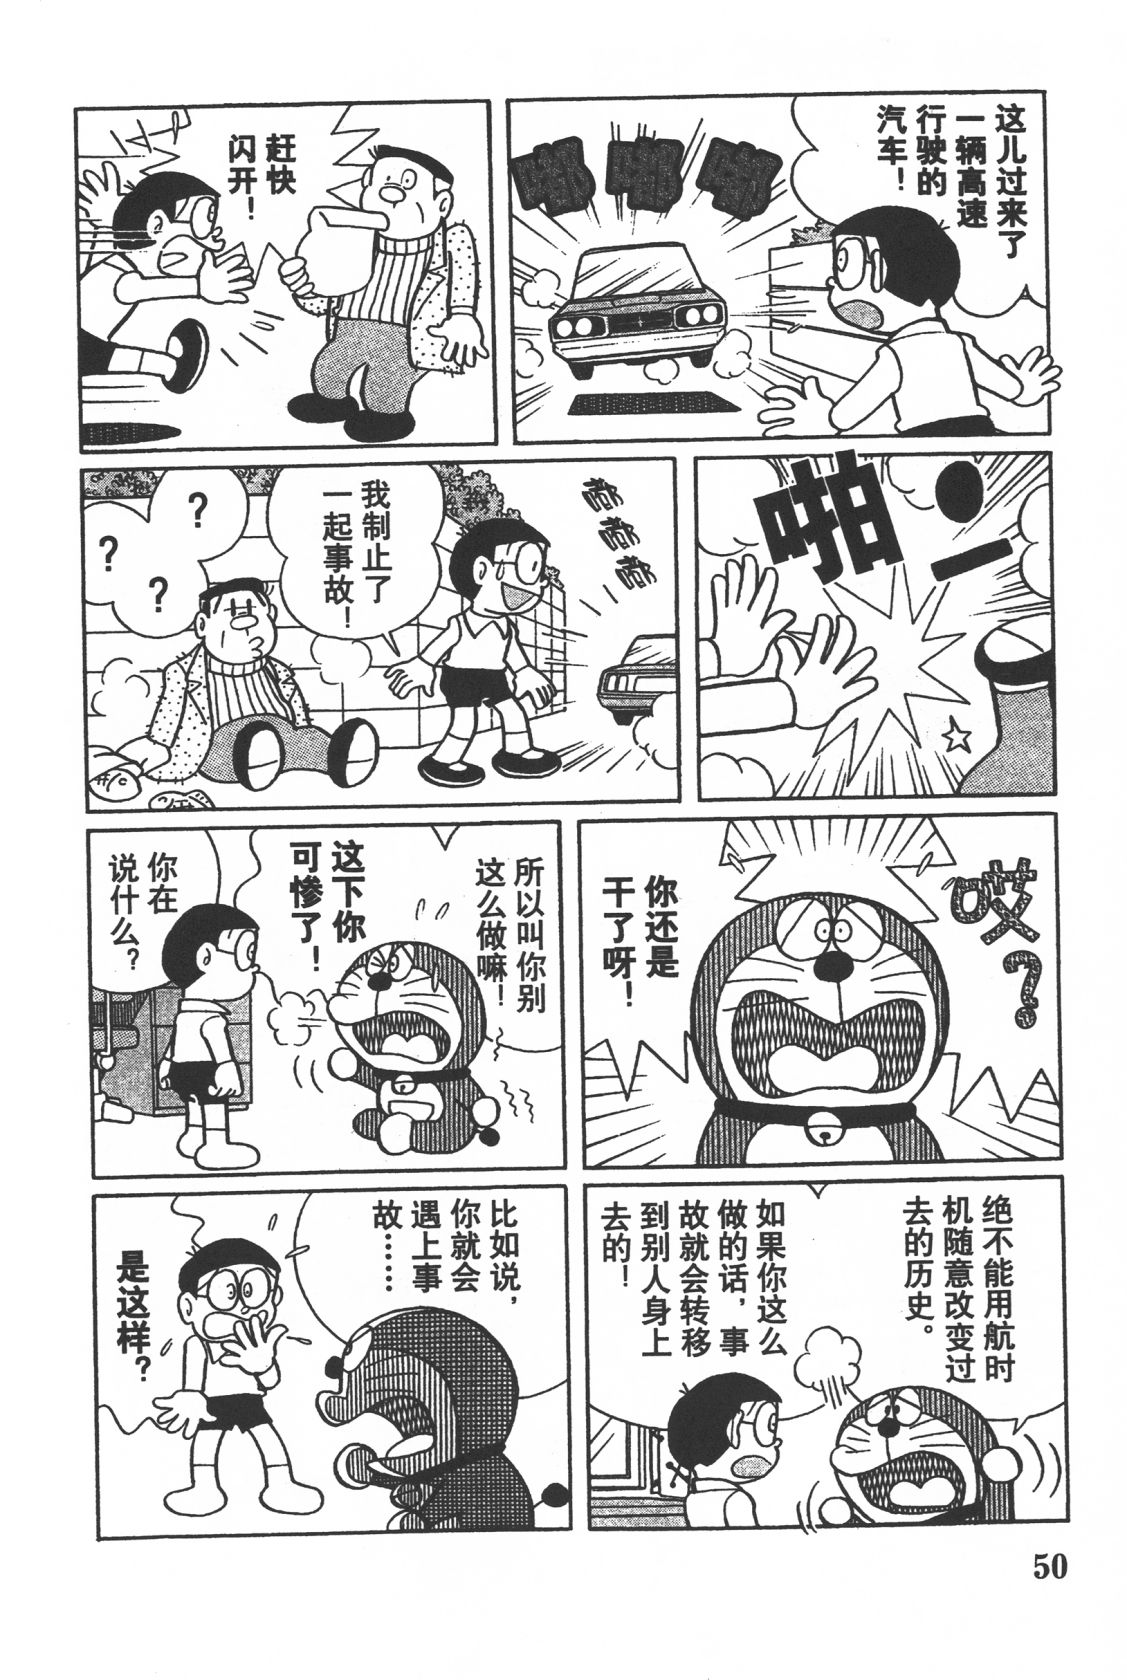 这儿过来了
一辆高速
行驶的
汽车！
嘟嘟嘟
赶快
闪开！
啪！
我制止了
一起事故！
？
？
？
哎？
你还是
干了呀！
所以叫你别
这么做嘛！
这下你
可惨了！
你在
说什么？
绝不能用航时
机随意改变过
去的历史。
如果你这么
做的话，事
故就会转移
到别人身上
去的！
比如说，
你就会
遇上事
故……
是这样？
50